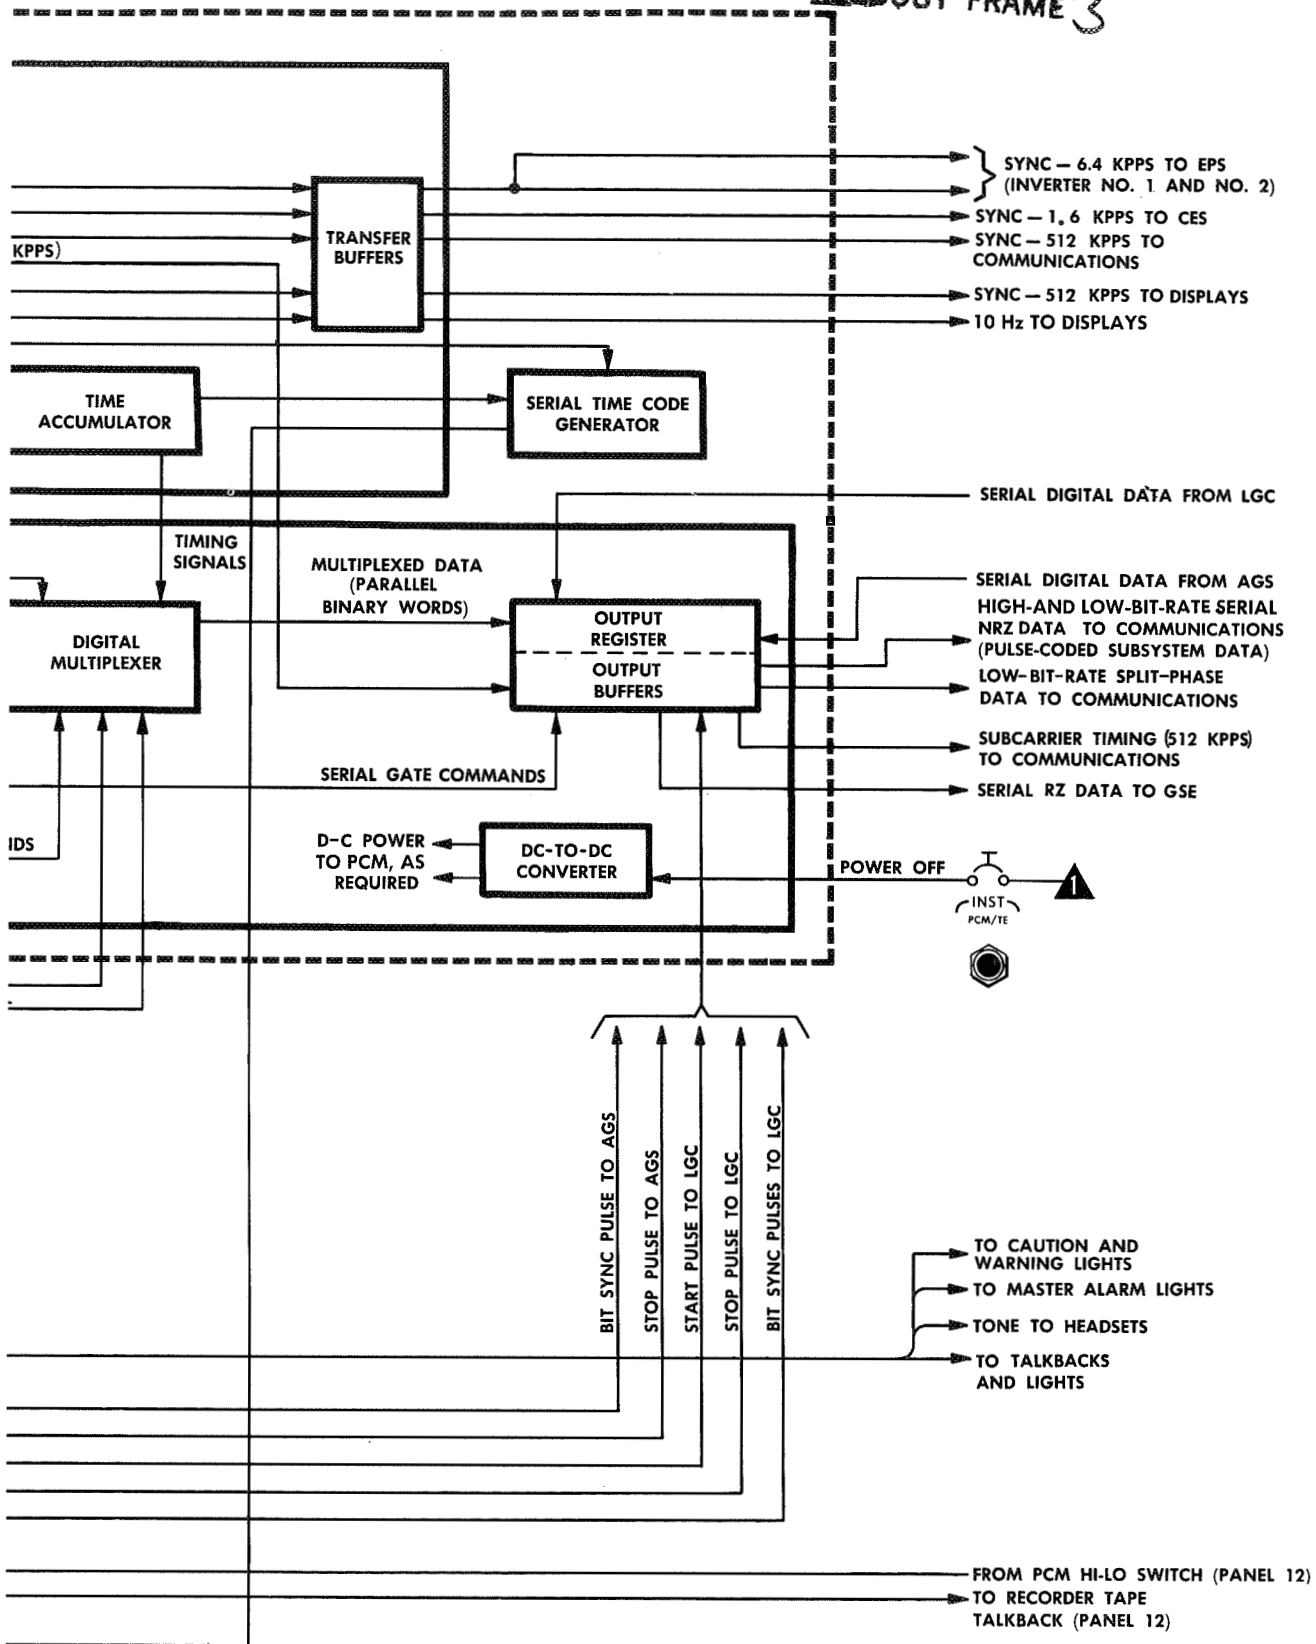 FRAME 3
SYNC — 6.4 KPPS TO EPS
(INVERTER NO. 1 AND NO. 2)
SYNC — 1.6 KPPS TO CES
SYNC — 512 KPPS TO
COMMUNICATIONS
SYNC — 512 KPPS TO DISPLAYS
10 Hz TO DISPLAYS
TRANSFER
BUFFERS
KPPS)
TIME
ACCUMULATOR
SERIAL TIME CODE
GENERATOR
SERIAL DIGITAL DATA FROM LGC
TIMING
SIGNALS
MULTIPLEXED DATA
(PARALLEL
BINARY WORDS)
DIGITAL
MULTIPLEXER
OUTPUT
REGISTER
OUTPUT
BUFFERS
SERIAL DIGITAL DATA FROM AGS
HIGH-AND LOW-BIT-RATE SERIAL
NRZ DATA TO COMMUNICATIONS
(PULSE-CODED SUBSYSTEM DATA)
LOW-BIT-RATE SPLIT-PHASE
DATA TO COMMUNICATIONS
SUBCARRIER TIMING (512 KPPS)
TO COMMUNICATIONS
SERIAL RZ DATA TO GSE
SERIAL GATE COMMANDS
NDS
D-C POWER
TO PCM, AS
REQUIRED
DC-TO-DC
CONVERTER
POWER OFF
1
INST
PCM/TE
BIT SYNC PULSE TO AGS
STOP PULSE TO AGS
START PULSE TO LGC
STOP PULSE TO LGC
BIT SYNC PULSES TO LGC
TO CAUTION AND
WARNING LIGHTS
TO MASTER ALARM LIGHTS
TONE TO HEADSETS
TO TALKBACKS
AND LIGHTS
FROM PCM HI-LO SWITCH (PANEL 12)
TO RECORDER TAPE
TALKBACK (PANEL 12)